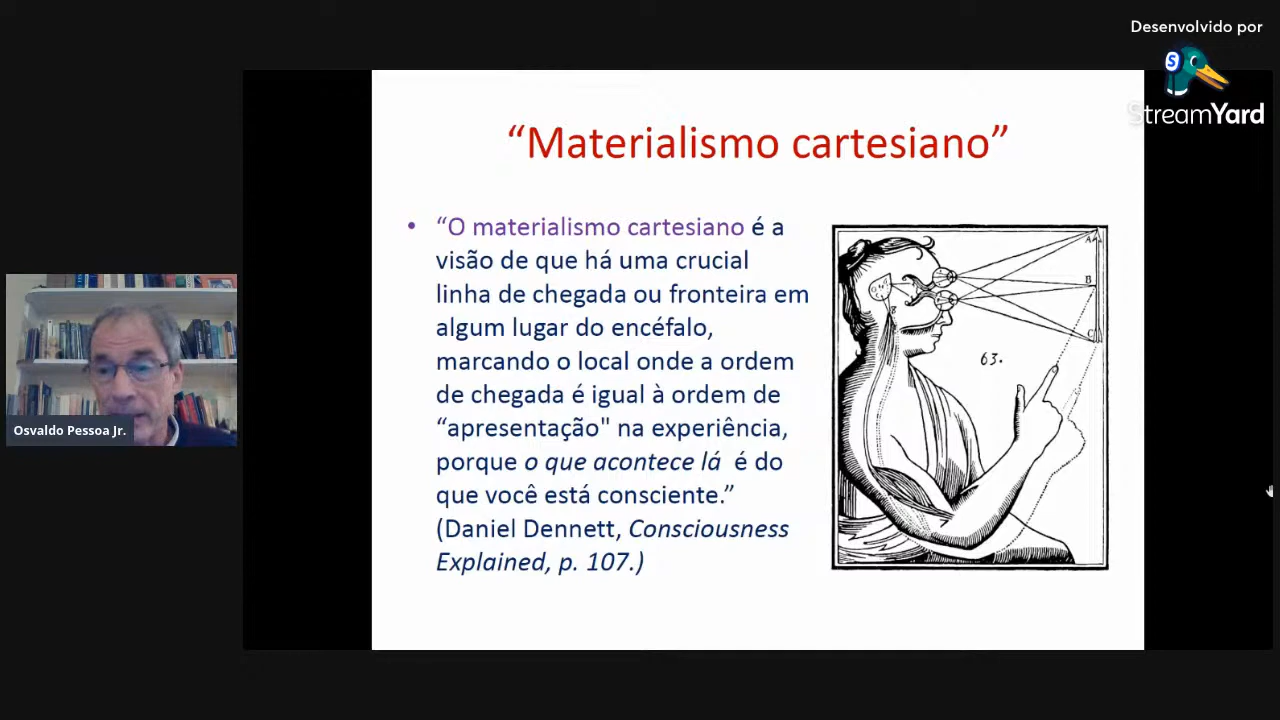 Desenvolvido por
StreamYard
“Materialismo cartesiano”
• “O materialismo cartesiano é a
visão de que há uma crucial
linha de chegada ou fronteira em
algum lugar do encéfalo,
marcando o local onde a ordem
de chegada é igual à ordem de
“apresentação" na experiência,
porque o que acontece lá é do
que você está consciente.”
(Daniel Dennett, Consciousness
Explained, p. 107.)
A
B
C
63.
Osvaldo Pessoa Jr.